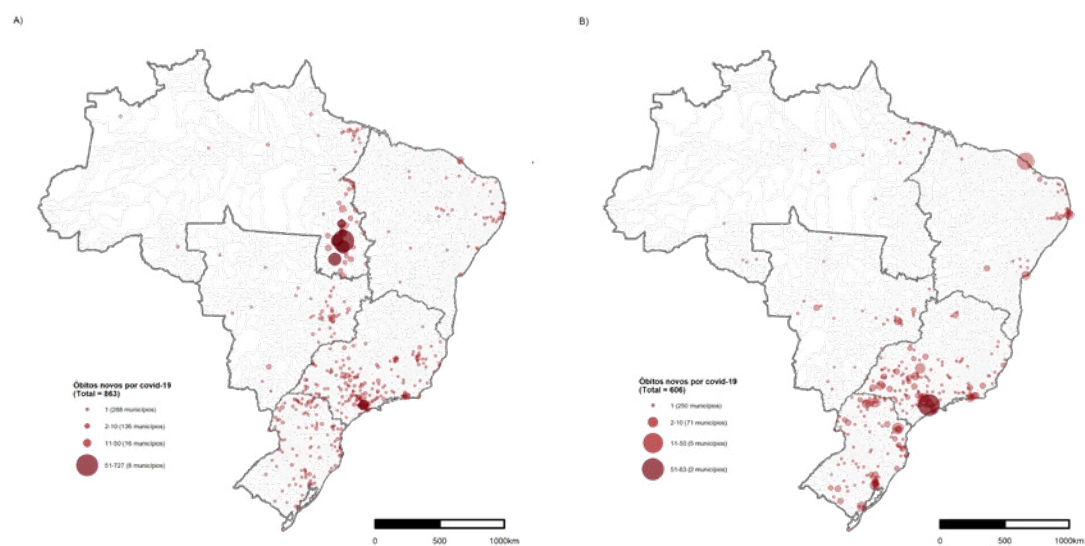 A)
Óbitos novos por covid-19
(Total = 863)
1 (288 municípios)
2-10 (136 municípios)
11-50 (16 municípios)
51-727 (8 municípios)
0 500 1000km
B)
Óbitos novos por covid-19
(Total = 606)
1 (250 municípios)
2-10 (71 municípios)
11-50 (5 municípios)
51-63 (2 municípios)
0 500 1000km